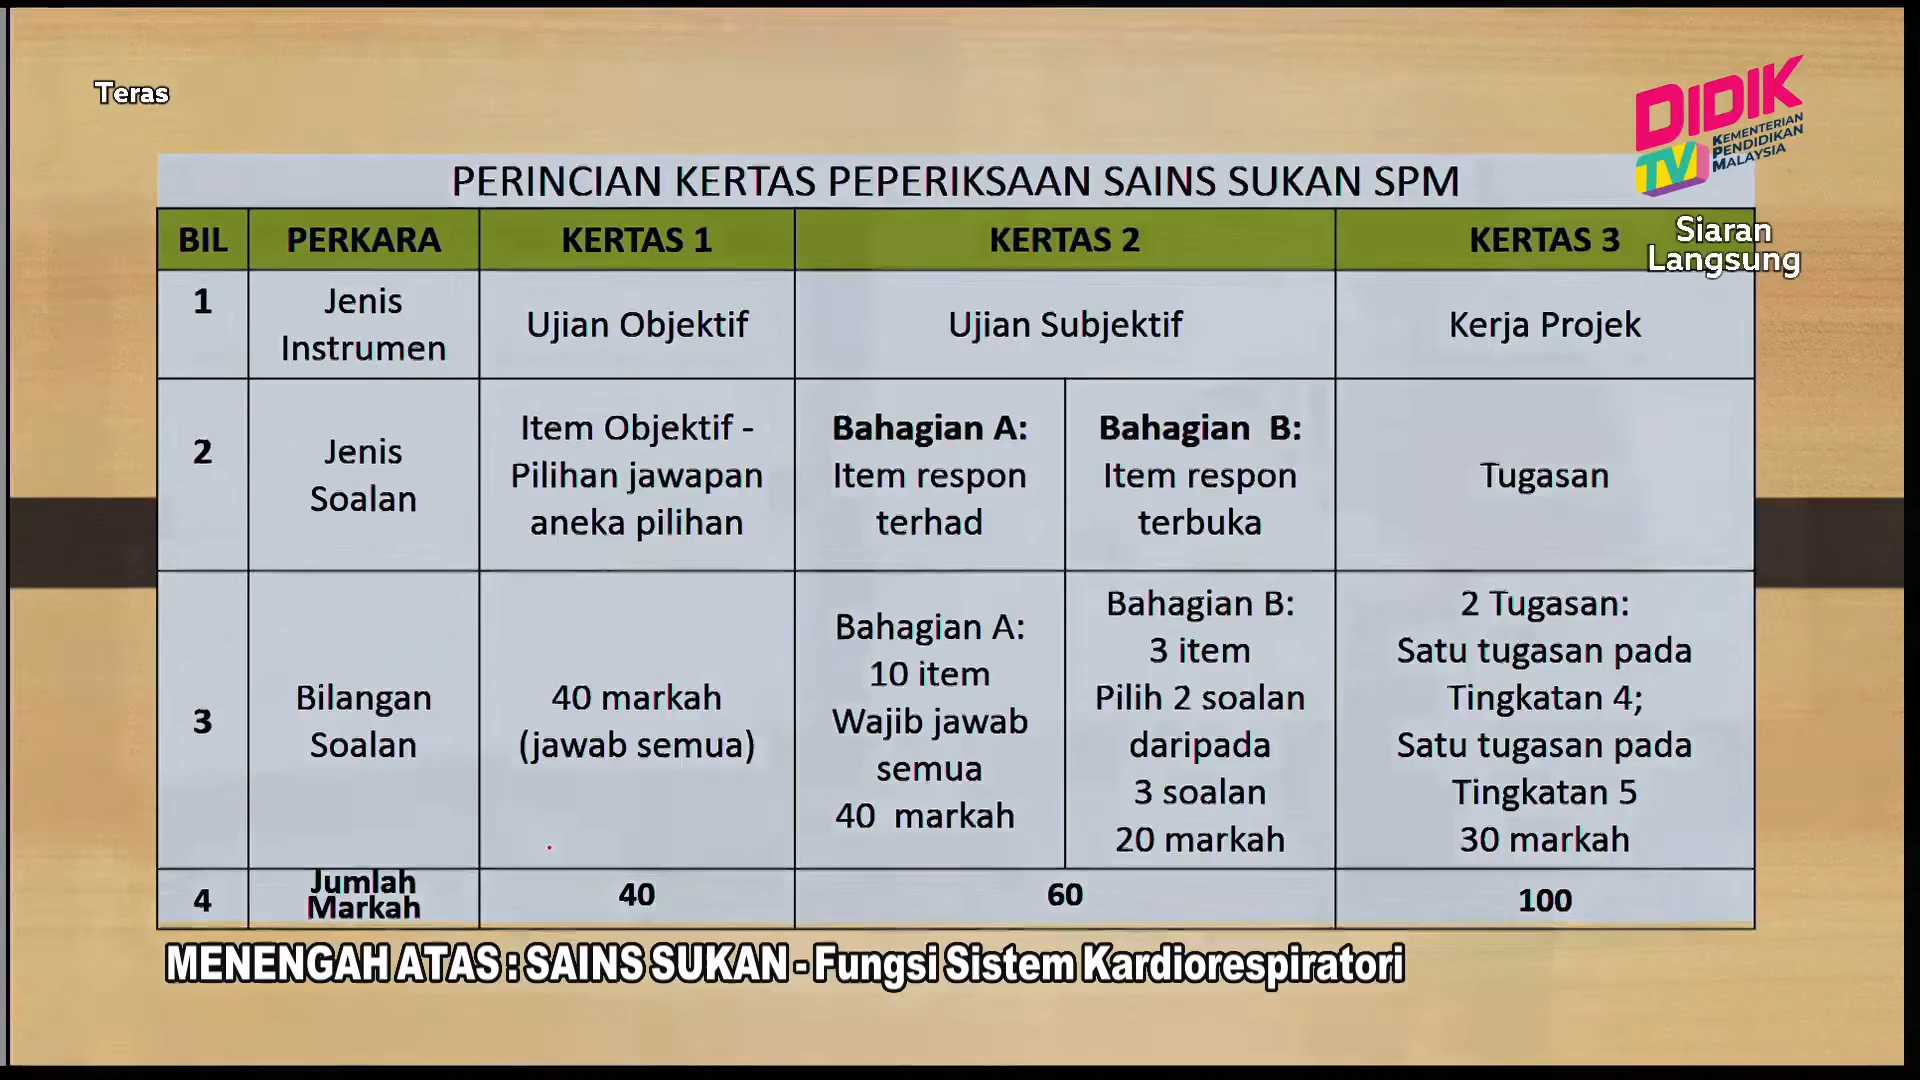 Teras
DIDIK
TV
KEMENTERIAN
PENDIDIKAN
MALAYSIA
Siaran
Langsung
PERINCIAN KERTAS PEPERIKSAAN SAINS SUKAN SPM
BIL PERKARA KERTAS 1 KERTAS 2 KERTAS 3
1
Jenis
Instrumen
Ujian Objektif
Ujian Subjektif
Kerja Projek
2
Jenis
Soalan
Item Objektif -
Pilihan jawapan
aneka pilihan
Bahagian A:
Item respon
terhad
Bahagian B:
Item respon
terbuka
Tugasan
3
Bilangan
Soalan
40 markah
(jawab semua)
Bahagian A:
10 item
Wajib jawab
semua
40 markah
Bahagian B:
3 item
Pilih 2 soalan
daripada
3 soalan
20 markah
2 Tugasan:
Satu tugasan pada
Tingkatan 4;
Satu tugasan pada
Tingkatan 5
30 markah
4
Jumlah
Markah
40
60
100
MENENGAH ATAS : SAINS SUKAN - Fungsi Sistem Kardiorespiratori